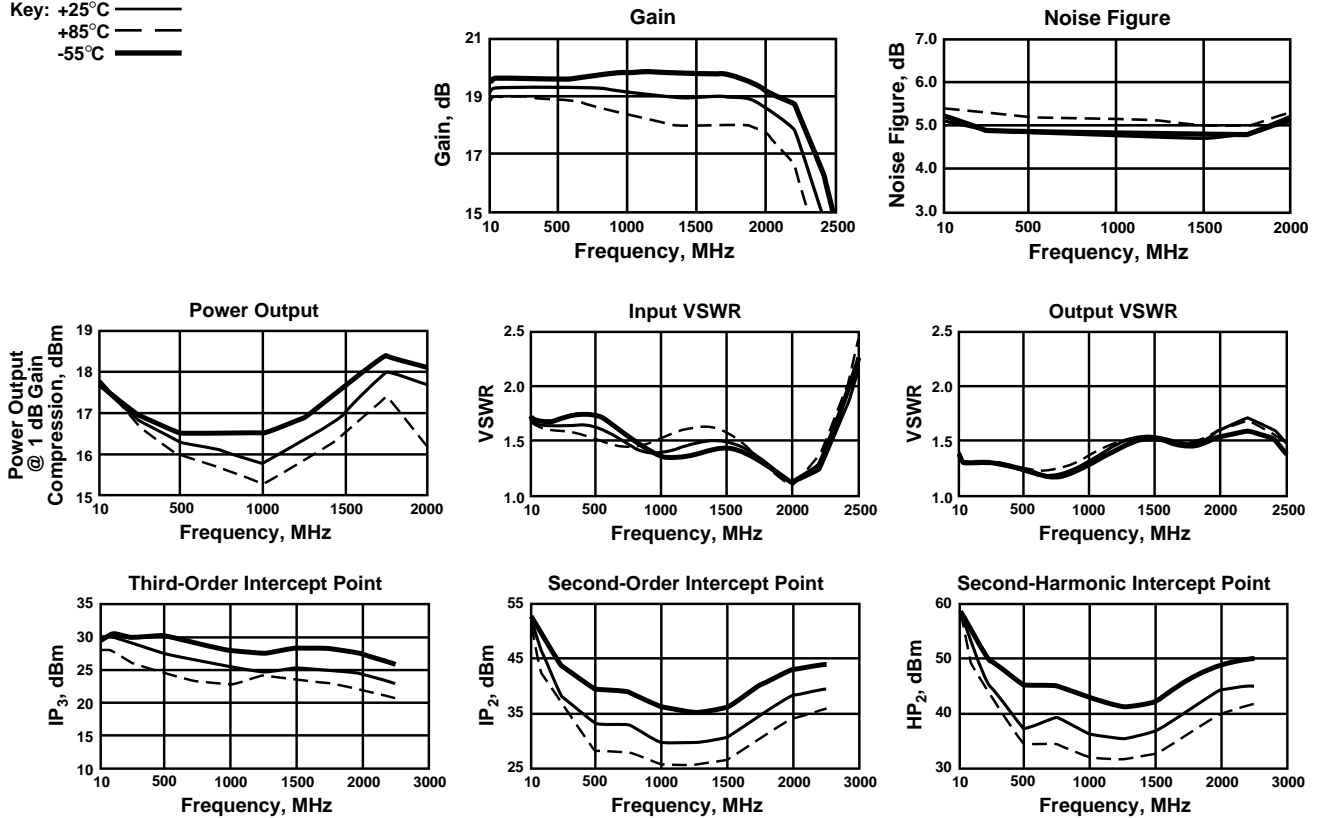 Key: +25°C
+85°C
-55°C
Gain
21
19
17
15
Gain, dB
10 500 1000 1500 2000 2500
Frequency, MHz
Noise Figure
7.0
6.0
5.0
4.0
3.0
Noise Figure, dB
10 500 1000 1500 2000
Frequency, MHz
Power Output
19
18
17
16
15
Power Output
@ 1 dB Gain
Compression, dBm
10 500 1000 1500 2000
Frequency, MHz
Input VSWR
2.5
2.0
1.5
1.0
VSWR
10 500 1000 1500 2000 2500
Frequency, MHz
Output VSWR
2.5
2.0
1.5
1.0
VSWR
10 500 1000 1500 2000 2500
Frequency, MHz
Third-Order Intercept Point
35
30
25
20
15
10
IP3, dBm
10 500 1000 1500 2000 3000
Frequency, MHz
Second-Order Intercept Point
55
45
35
25
IP2, dBm
10 500 1000 1500 2000 3000
Frequency, MHz
Second-Harmonic Intercept Point
60
50
40
30
HP2, dBm
10 500 1000 1500 2000 3000
Frequency, MHz